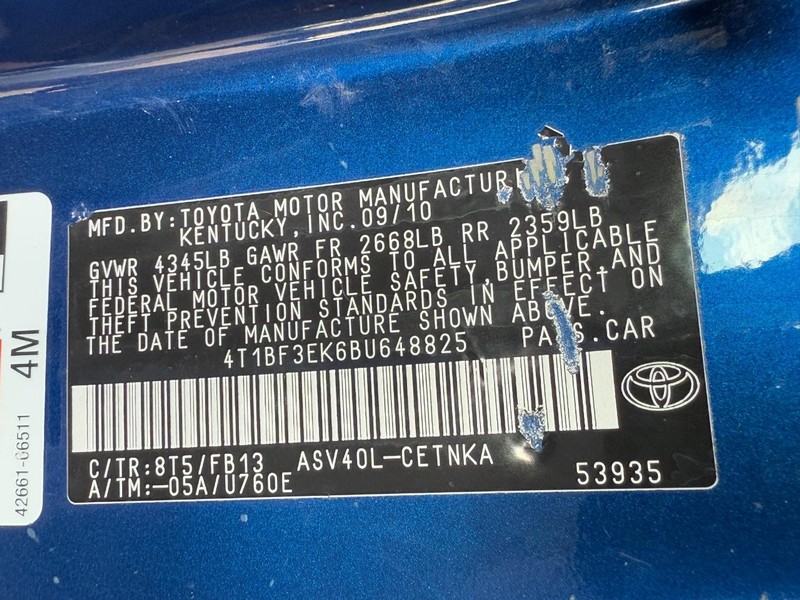 MFD. BY: TOYOTA MOTOR MANUFACTUR
KENTUCKY, INC. 09/10
GVWR 4345LB GAWR FR 2668LB RR 2359LB
THIS VEHICLE CONFORMS TO ALL APPLICABLE
FEDERAL MOTOR VEHICLE SAFETY, BUMPER, AND
THEFT PREVENTION STANDARDS IN EFFECT ON
THE DATE OF MANUFACTURE SHOWN ABOVE.
4T1BF3EK6BU648825 PASS.CAR
C/TR:8T5/FB13 ASV40L-CETNKA
A/TM:-05A/U760E 53935
42661-06511 4M